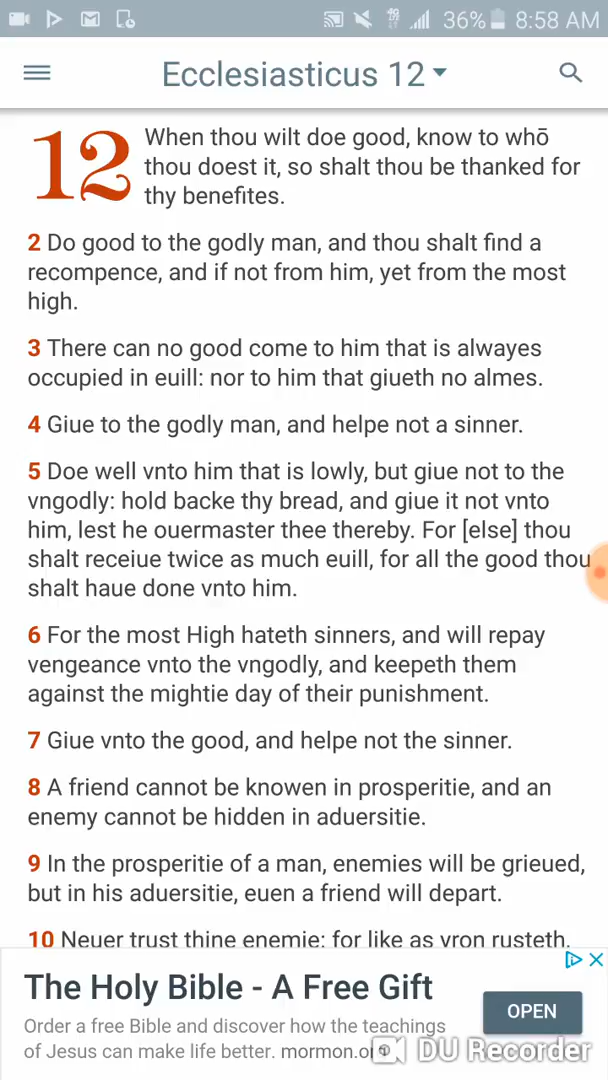 4G
36%
8:58 AM
Ecclesiasticus 12
12
When thou wilt doe good, know to whō
thou doest it, so shalt thou be thanked for
thy benefites.
2 Do good to the godly man, and thou shalt find a
recompence, and if not from him, yet from the most
high.
3 There can no good come to him that is alwayes
occupied in euill: nor to him that giueth no almes.
4 Giue to the godly man, and helpe not a sinner.
5 Doe well vnto him that is lowly, but giue not to the
vngodly: hold backe thy bread, and giue it not vnto
him, lest he ouermaster thee thereby. For [else] thou
shalt receiue twice as much euill, for all the good thou
shalt haue done vnto him.
6 For the most High hateth sinners, and will repay
vengeance vnto the vngodly, and keepeth them
against the mightie day of their punishment.
7 Giue vnto the good, and helpe not the sinner.
8 A friend cannot be knowen in prosperitie, and an
enemy cannot be hidden in aduersitie.
9 In the prosperitie of a man, enemies will be grieued,
but in his aduersitie, euen a friend will depart.
10 Neuer trust thine enemie: for like as yron rusteth,
The Holy Bible - A Free Gift
OPEN
Order a free Bible and discover how the teachings
of Jesus can make life better. mormon.org
DU Recorder